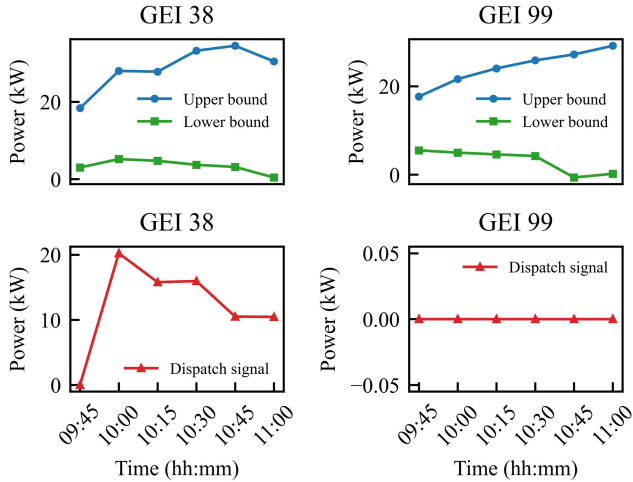 GEI 38
Power (kW)
20
0
Upper bound
Lower bound
GEI 99
Power (kW)
20
0
Upper bound
Lower bound
GEI 38
Power (kW)
20
10
0
Dispatch signal
09:45
10:00
10:15
10:30
10:45
11:00
Time (hh:mm)
GEI 99
Power (kW)
0.05
0.00
−0.05
Dispatch signal
09:45
10:00
10:15
10:30
10:45
11:00
Time (hh:mm)